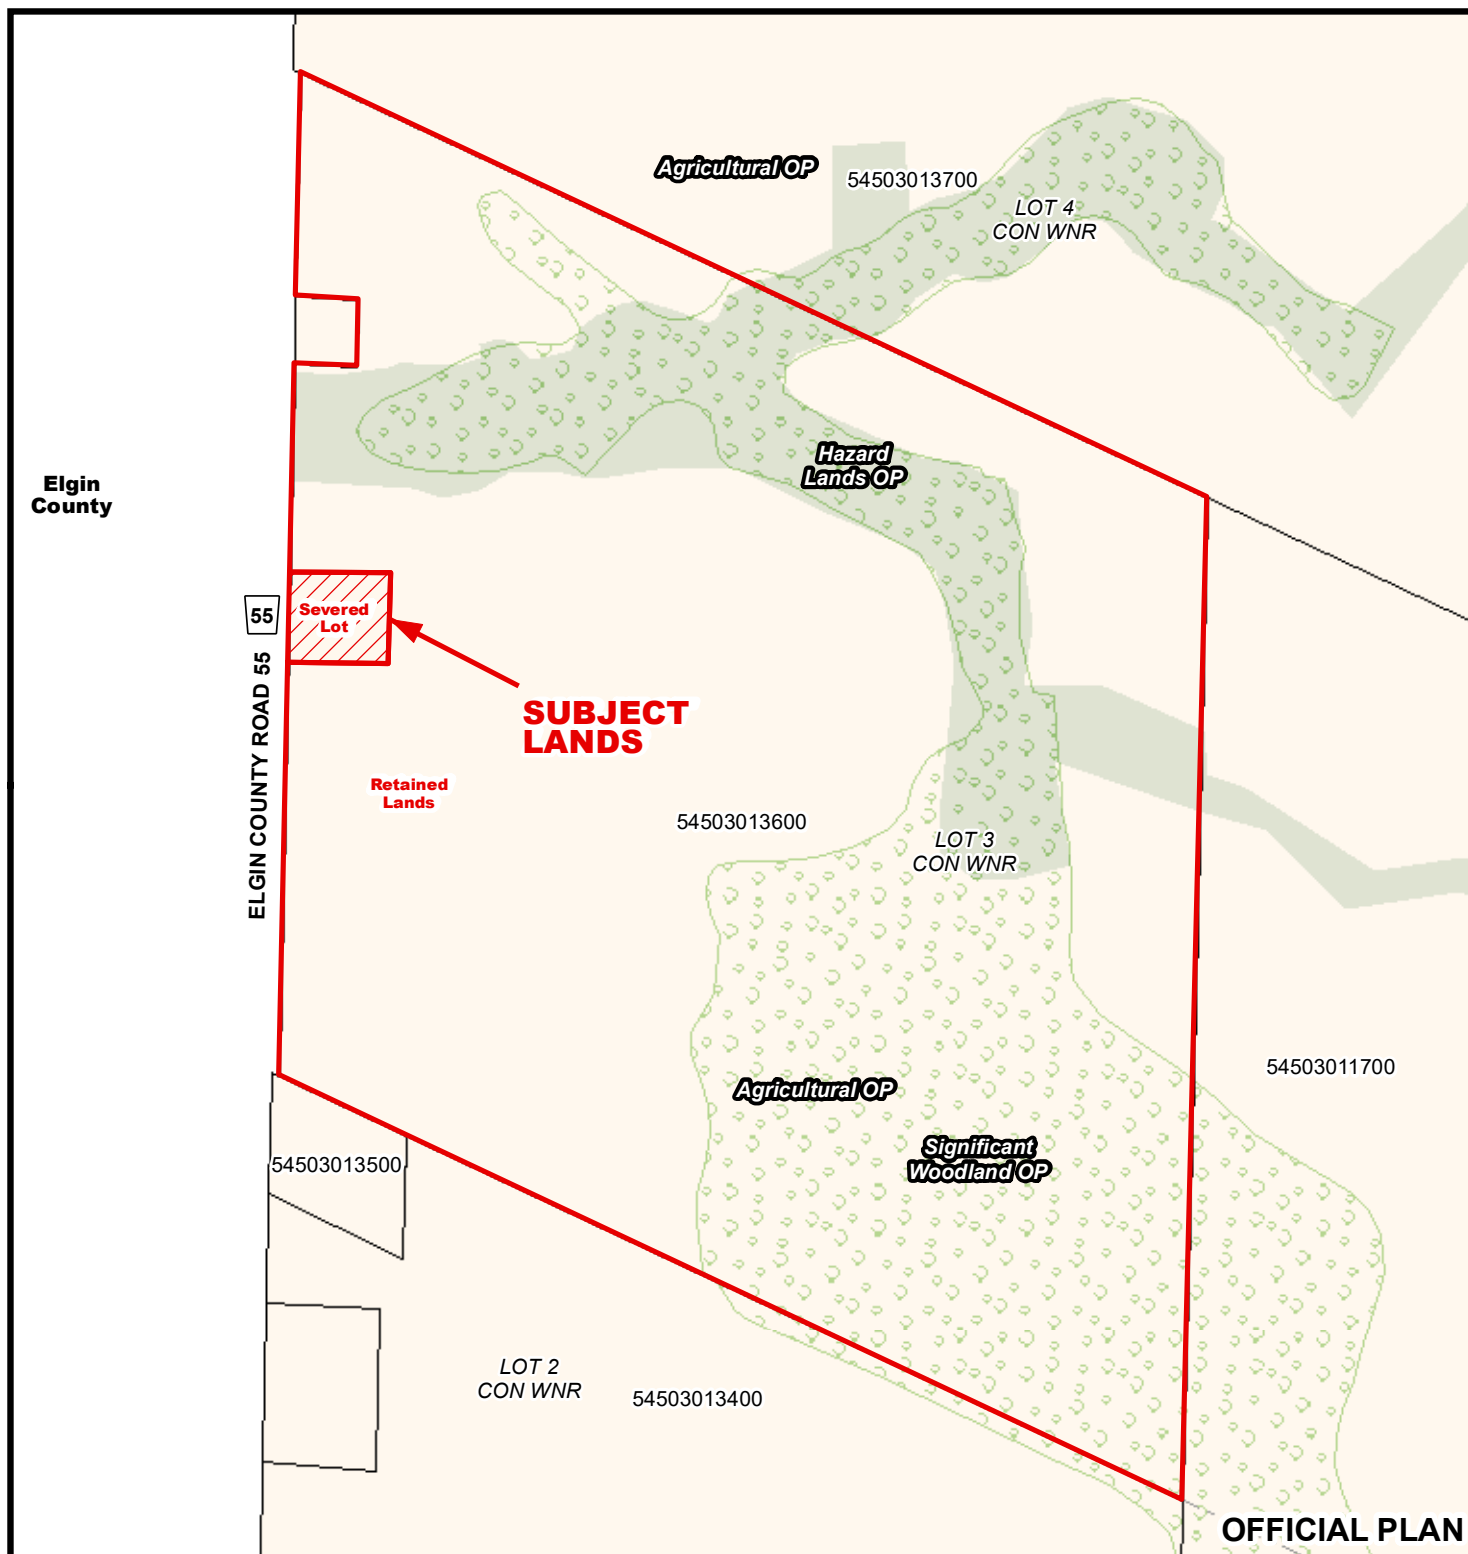 Agricultural OP
54503013700
LOT 4
CON WNR
Hazard
Lands OP
Elgin
County
55
Severed
Lot
ELGIN COUNTY ROAD 55
SUBJECT
LANDS
Retained
Lands
54503013600
LOT 3
CON WNR
54503011700
Agricultural OP
Significant
Woodland OP
54503013500
LOT 2
CON WNR
54503013400
OFFICIAL PLAN